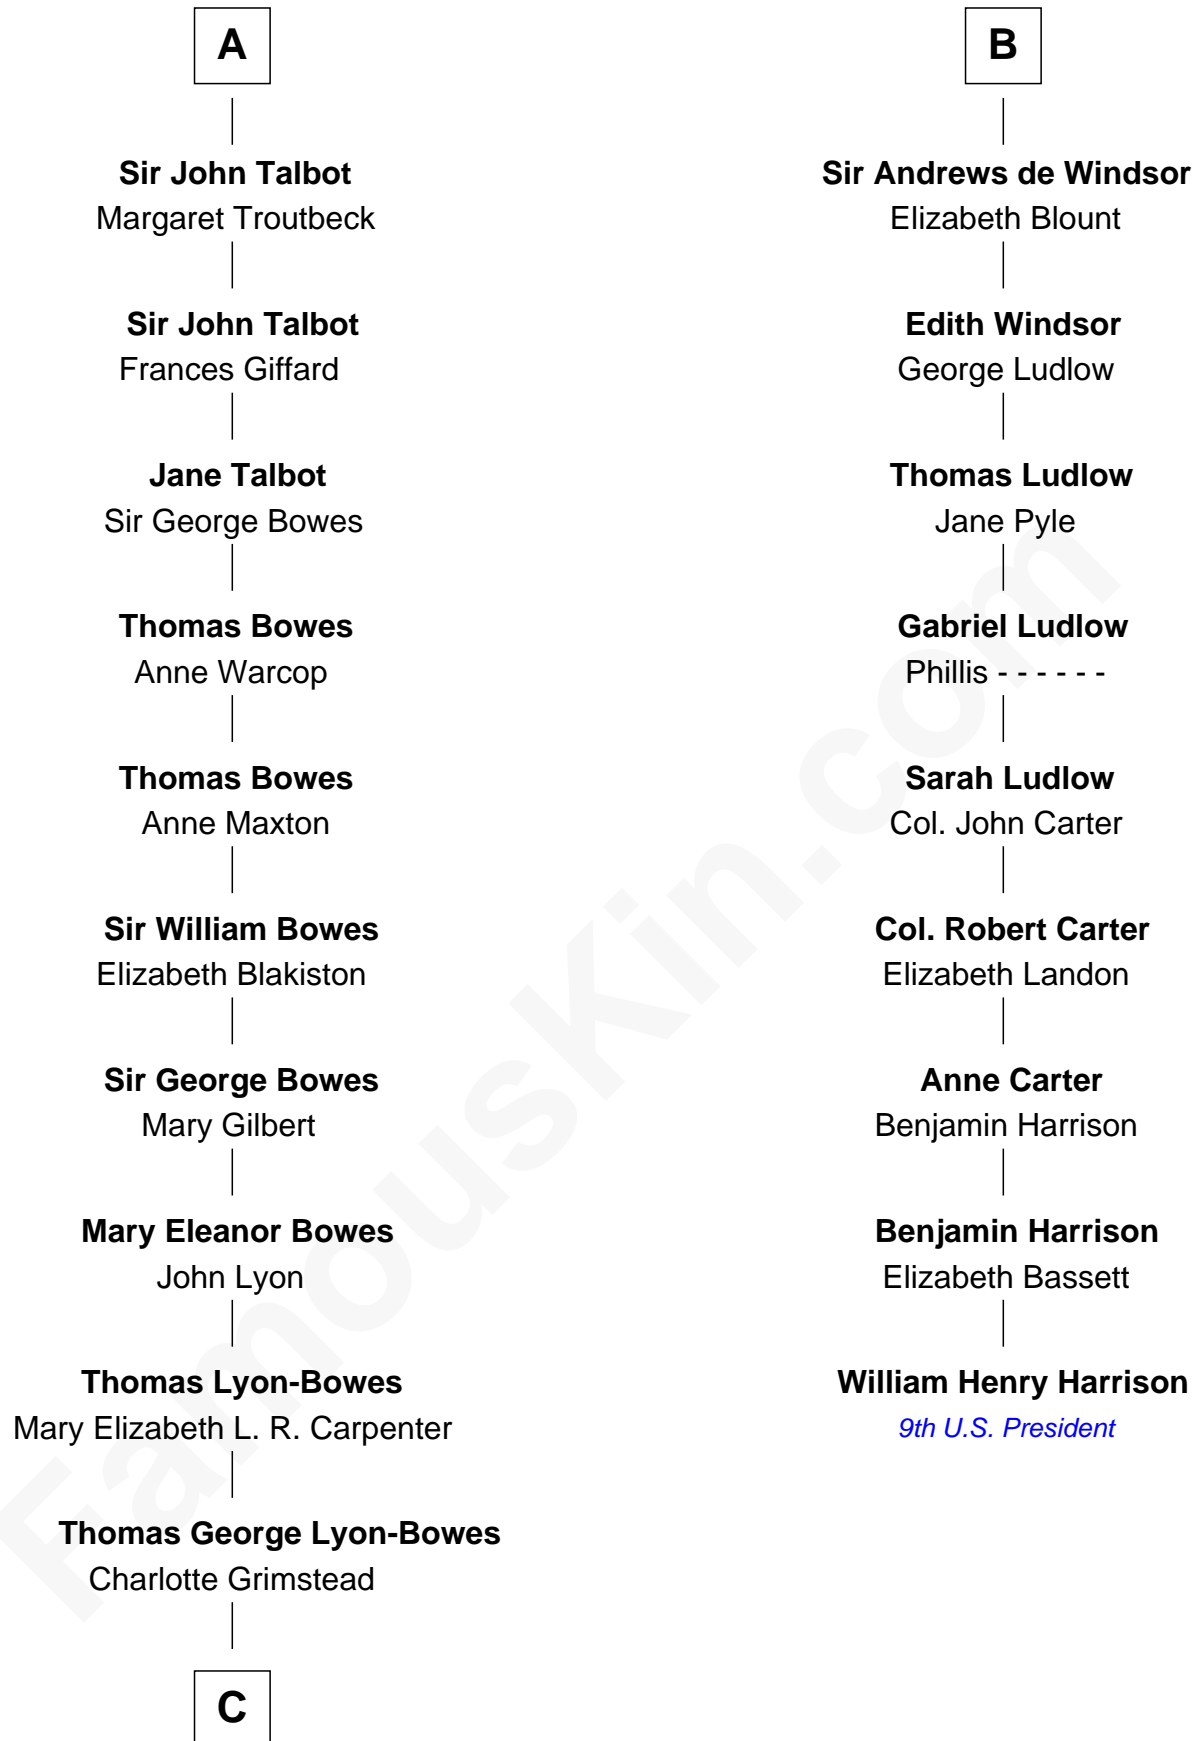 A
Sir John Talbot
Margaret Troutbeck
Sir John Talbot
Frances Giffard
Jane Talbot
Sir George Bowes
Thomas Bowes
Anne Warcop
Thomas Bowes
Anne Maxton
Sir William Bowes
Elizabeth Blakiston
Sir George Bowes
Mary Gilbert
Mary Eleanor Bowes
John Lyon
Thomas Lyon-Bowes
Mary Elizabeth L. R. Carpenter
Thomas George Lyon-Bowes
Charlotte Grimstead
C
B
Sir Andrews de Windsor
Elizabeth Blount
Edith Windsor
George Ludlow
Thomas Ludlow
Jane Pyle
Gabriel Ludlow
Phillis - - - - - -
Sarah Ludlow
Col. John Carter
Col. Robert Carter
Elizabeth Landon
Anne Carter
Benjamin Harrison
Benjamin Harrison
Elizabeth Bassett
William Henry Harrison
9th U.S. President
FamousKin.com